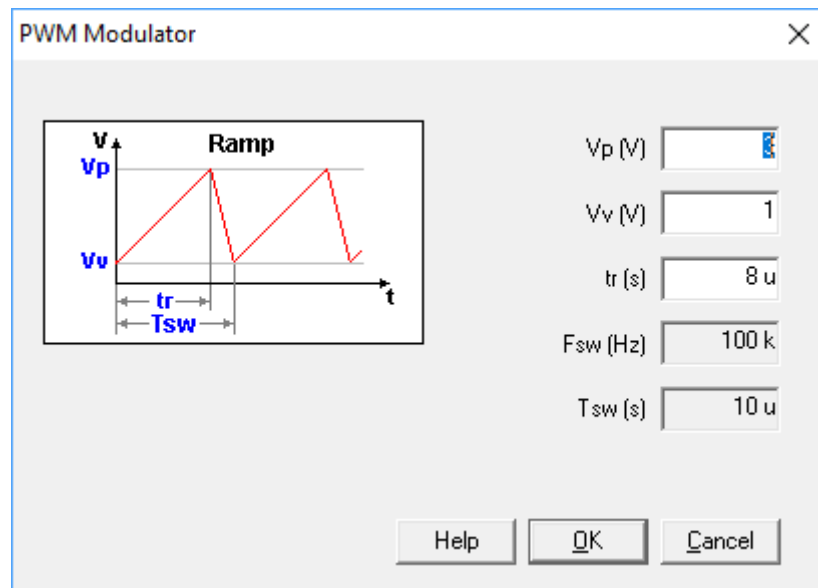 PWM Modulator
V
Ramp
Vp
Vv
t
tr
Tsw
Vp (V) 3
Vv (V) 1
tr (s) 8 u
Fsw (Hz) 100 k
Tsw (s) 10 u
Help OK Cancel